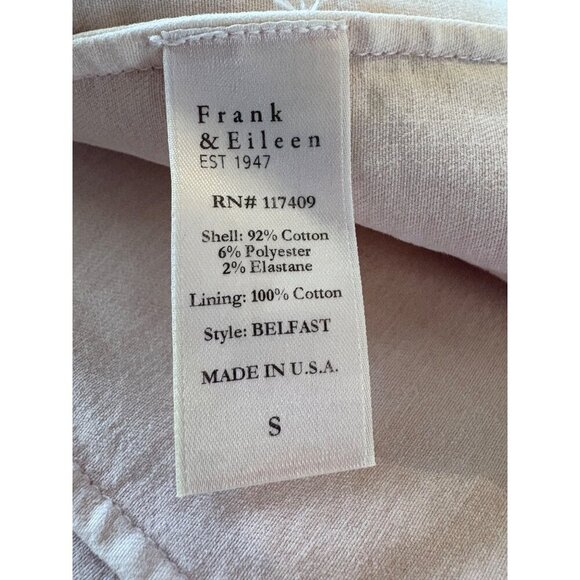 Frank
& Eileen
EST 1947
RN# 117409
Shell: 92% Cotton
6% Polyester
2% Elastane
Lining: 100% Cotton
Style: BELFAST
MADE IN U.S.A.
S